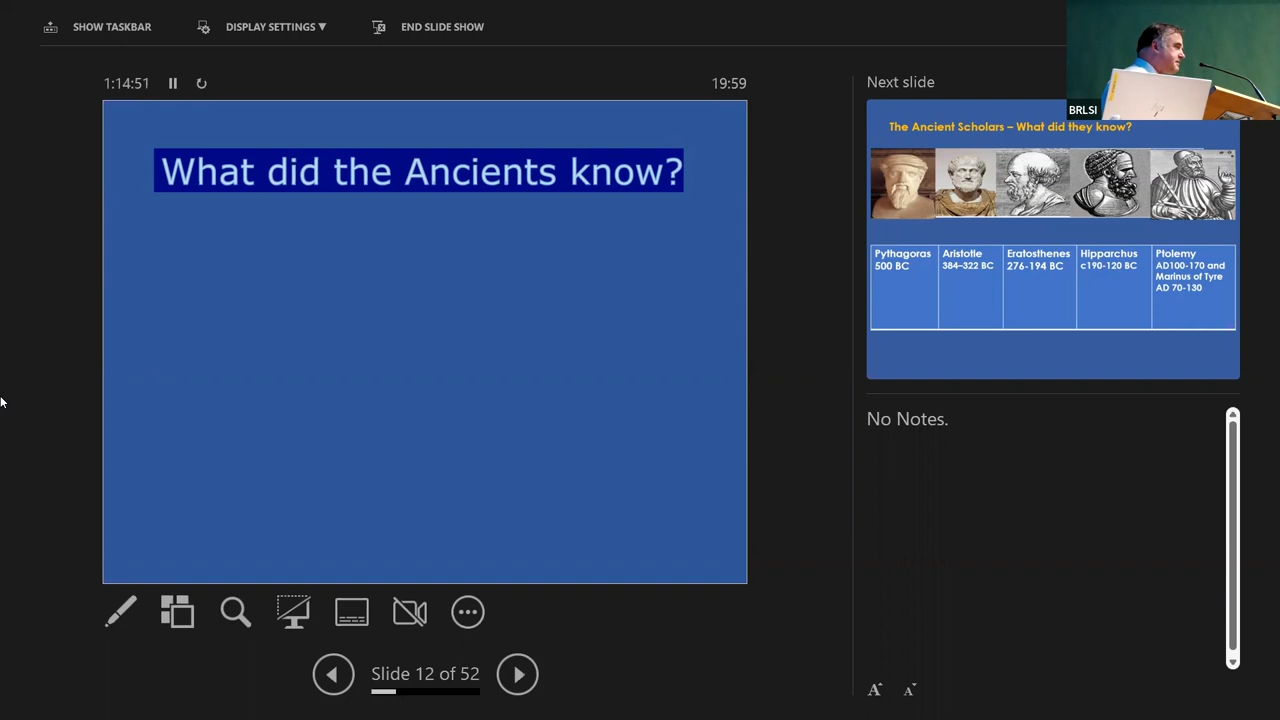 SHOW TASKBAR
DISPLAY SETTINGS ▼
END SLIDE SHOW
BRLSI
1:14:51
19:59
What did the Ancients know?
Slide 12 of 52
Next slide
The Ancient Scholars – What did they know?
Pythagoras
500 BC
Aristotle
384–322 BC
Eratosthenes
276-194 BC
Hipparchus
c190-120 BC
Ptolemy
AD100-170 and
Marinus of Tyre
AD 70-130
No Notes.
A
A